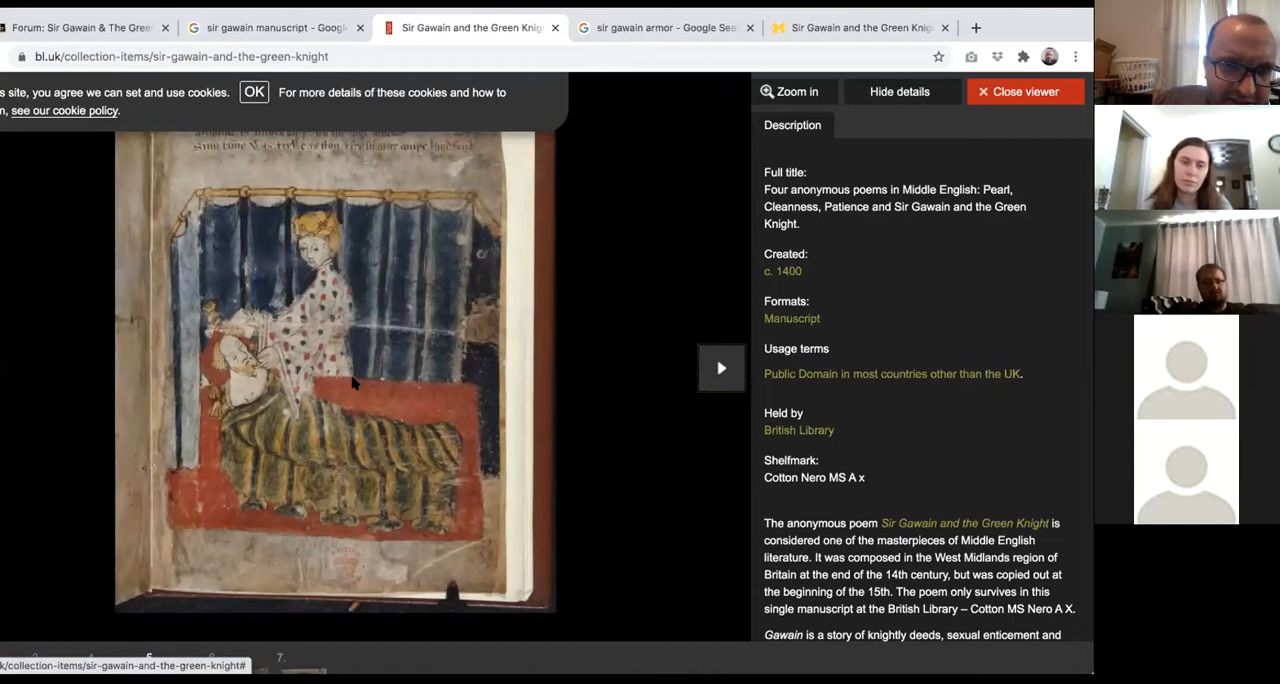 Forum: Sir Gawain & The Gree
sir gawain manuscript - Google
Sir Gawain and the Green Knigh
sir gawain armor - Google Sea
Sir Gawain and the Green Knig
bl.uk/collection-items/sir-gawain-and-the-green-knight
s site, you agree we can set and use cookies. OK For more details of these cookies and how to
m, see our cookie policy.
Zoom in
Hide details
Close viewer
Description
Full title:
Four anonymous poems in Middle English: Pearl,
Cleanness, Patience and Sir Gawain and the Green
Knight.
Created:
c. 1400
Formats:
Manuscript
Usage terms
Public Domain in most countries other than the UK.
Held by
British Library
Shelfmark:
Cotton Nero MS A x
The anonymous poem Sir Gawain and the Green Knight is
considered one of the masterpieces of Middle English
literature. It was composed in the West Midlands region of
Britain at the end of the 14th century, but was copied out at
the beginning of the 15th. The poem only survives in this
single manuscript at the British Library – Cotton MS Nero A X.
Gawain is a story of knightly deeds, sexual enticement and
7.
k/collection-items/sir-gawain-and-the-green-knight#